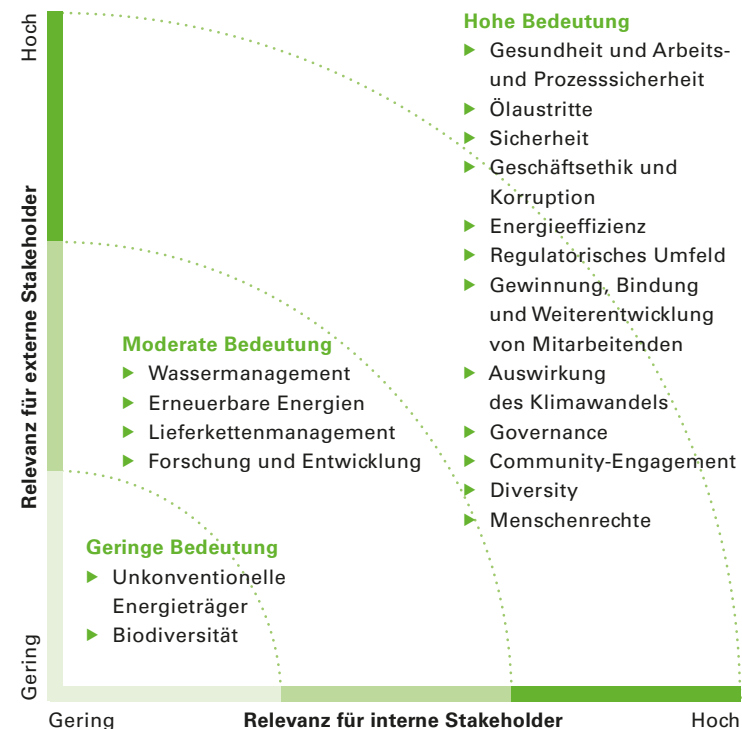 Hoch
Relevanz für externe Stakeholder
Gering
Hohe Bedeutung
▶ Gesundheit und Arbeits-
und Prozesssicherheit
▶ Ölaustritte
▶ Sicherheit
▶ Geschäftsethik und
Korruption
▶ Energieeffizienz
▶ Regulatorisches Umfeld
▶ Gewinnung, Bindung
und Weiterentwicklung
von Mitarbeitenden
▶ Auswirkung
des Klimawandels
▶ Governance
▶ Community-Engagement
▶ Diversity
▶ Menschenrechte
Moderate Bedeutung
▶ Wassermanagement
▶ Erneuerbare Energien
▶ Lieferkettenmanagement
▶ Forschung und Entwicklung
Geringe Bedeutung
▶ Unkonventionelle
Energieträger
▶ Biodiversität
Gering
Relevanz für interne Stakeholder
Hoch